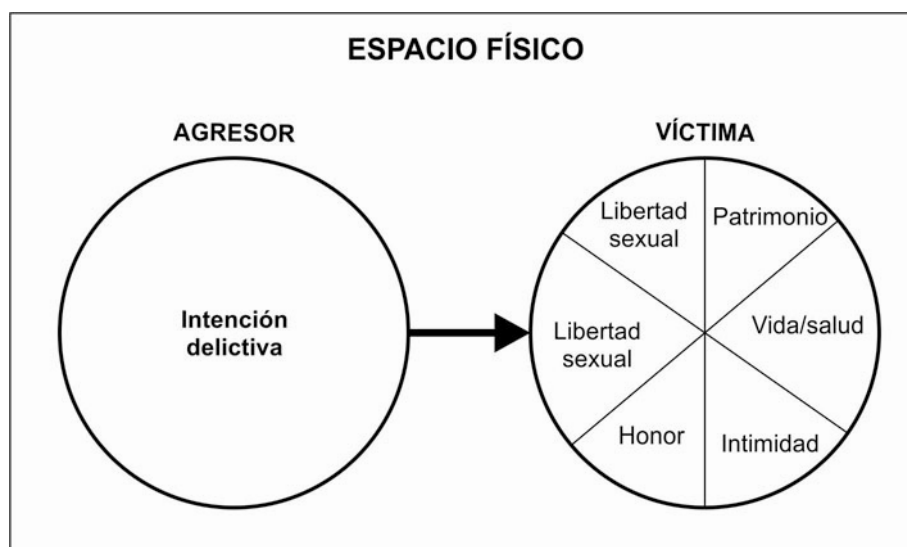 ESPACIO FÍSICO
AGRESOR
VÍCTIMA
Intención
delictiva
Libertad
sexual
Patrimonio
Libertad
sexual
Vida/salud
Honor
Intimidad